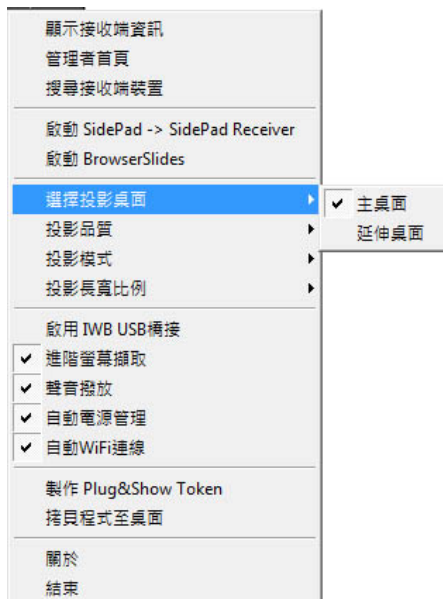 顯示接收端資訊
管理者首頁
搜尋接收端裝置
啟動 SidePad -> SidePad Receiver
啟動 BrowserSlides
選擇投影桌面
主桌面
延伸桌面
投影品質
投影模式
投影長寬比例
啟用 IWB USB橋接
進階螢幕擷取
聲音撥放
自動電源管理
自動WiFi連線
製作 Plug&Show Token
拷貝程式至桌面
關於
結束